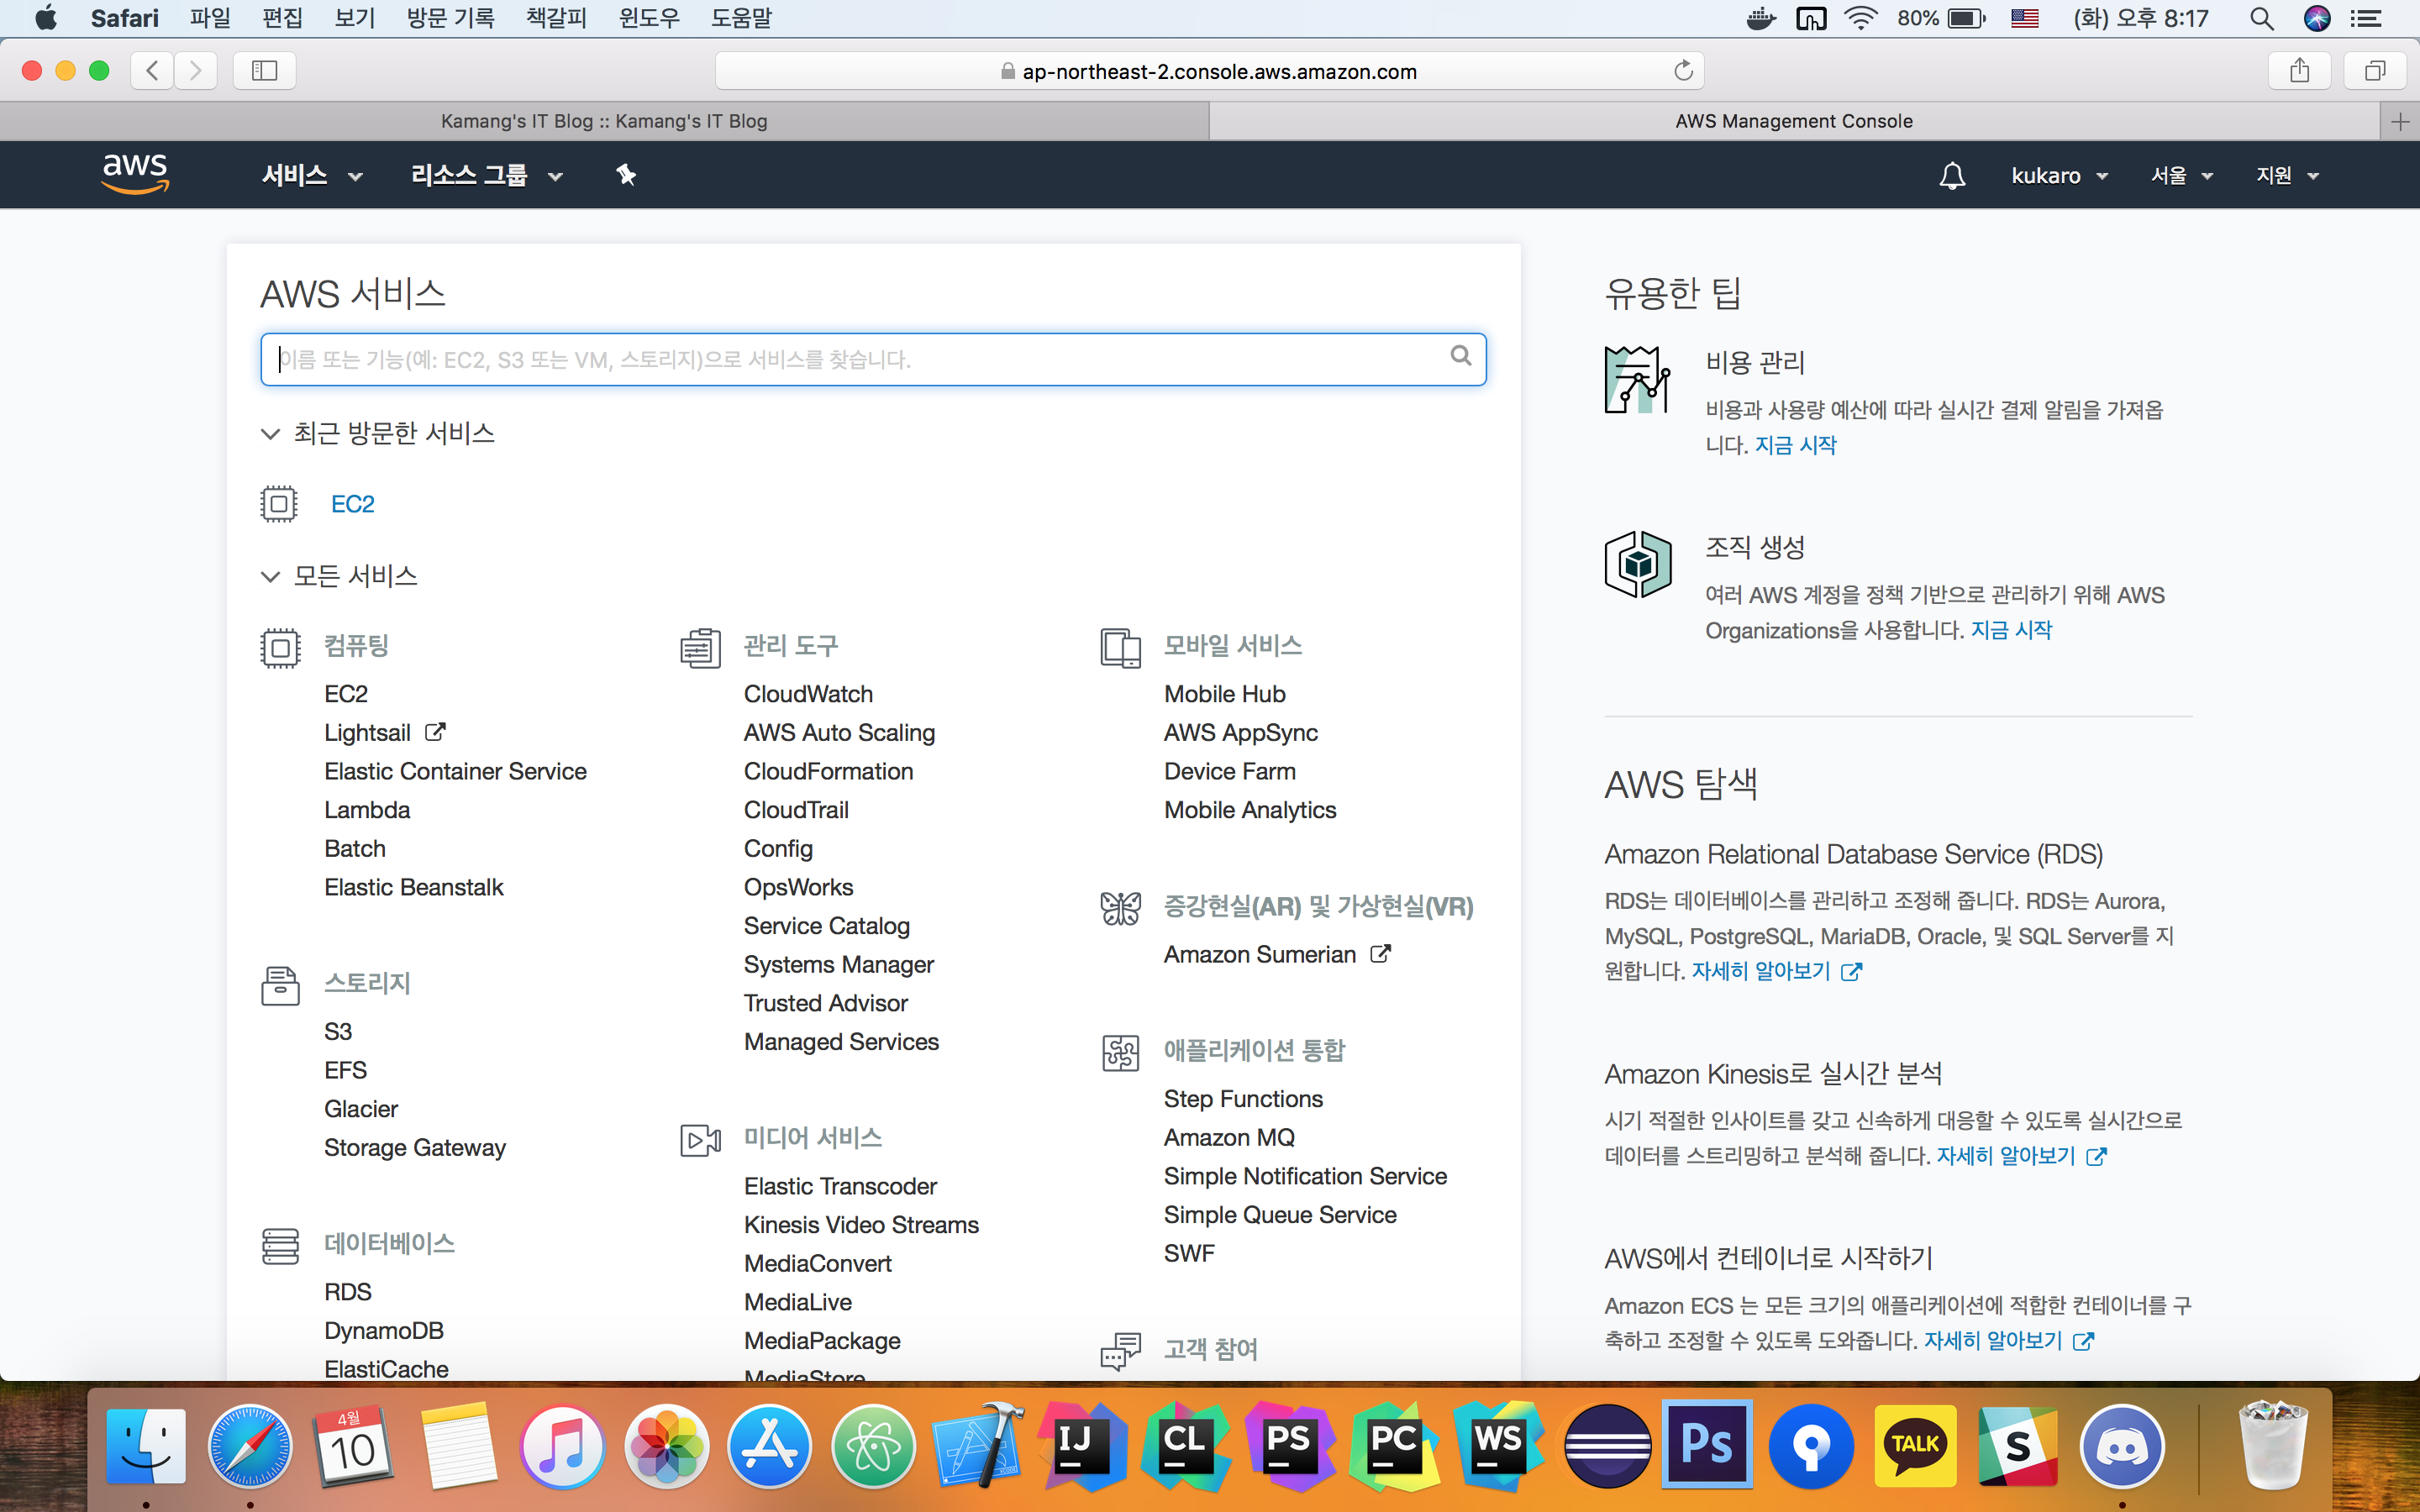 Safari 파일 편집 보기 방문 기록 책갈피 윈도우 도움말 80% (화) 오후 8:17
ap-northeast-2.console.aws.amazon.com
Kamang's IT Blog :: Kamang's IT Blog
AWS Management Console
aws 서비스 리소스 그룹 kukaro 서울 지원
AWS 서비스
이름 또는 기능(예: EC2, S3 또는 VM, 스토리지)으로 서비스를 찾습니다.
최근 방문한 서비스
EC2
모든 서비스
컴퓨팅
EC2
Lightsail
Elastic Container Service
Lambda
Batch
Elastic Beanstalk
스토리지
S3
EFS
Glacier
Storage Gateway
데이터베이스
RDS
DynamoDB
ElastiCache
관리 도구
CloudWatch
AWS Auto Scaling
CloudFormation
CloudTrail
Config
OpsWorks
Service Catalog
Systems Manager
Trusted Advisor
Managed Services
미디어 서비스
Elastic Transcoder
Kinesis Video Streams
MediaConvert
MediaLive
MediaPackage
MediaStore
모바일 서비스
Mobile Hub
AWS AppSync
Device Farm
Mobile Analytics
증강현실(AR) 및 가상현실(VR)
Amazon Sumerian
애플리케이션 통합
Step Functions
Amazon MQ
Simple Notification Service
Simple Queue Service
SWF
고객 참여
유용한 팁
비용 관리
비용과 사용량 예산에 따라 실시간 결제 알림을 가져옵
니다. 지금 시작
조직 생성
여러 AWS 계정을 정책 기반으로 관리하기 위해 AWS
Organizations을 사용합니다. 지금 시작
AWS 탐색
Amazon Relational Database Service (RDS)
RDS는 데이터베이스를 관리하고 조정해 줍니다. RDS는 Aurora,
MySQL, PostgreSQL, MariaDB, Oracle, 및 SQL Server를 지
원합니다. 자세히 알아보기
Amazon Kinesis로 실시간 분석
시기 적절한 인사이트를 갖고 신속하게 대응할 수 있도록 실시간으로
데이터를 스트리밍하고 분석해 줍니다. 자세히 알아보기
AWS에서 컨테이너로 시작하기
Amazon ECS 는 모든 크기의 애플리케이션에 적합한 컨테이너를 구
축하고 조정할 수 있도록 도와줍니다. 자세히 알아보기
4월
10
IJ
CL
PS
PC
WS
Ps
TALK
S